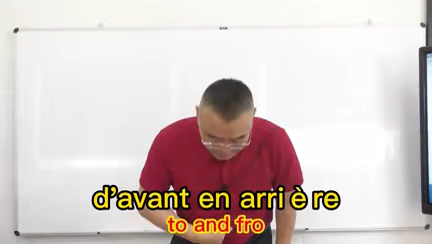 d'avant en arri è re
to and fro